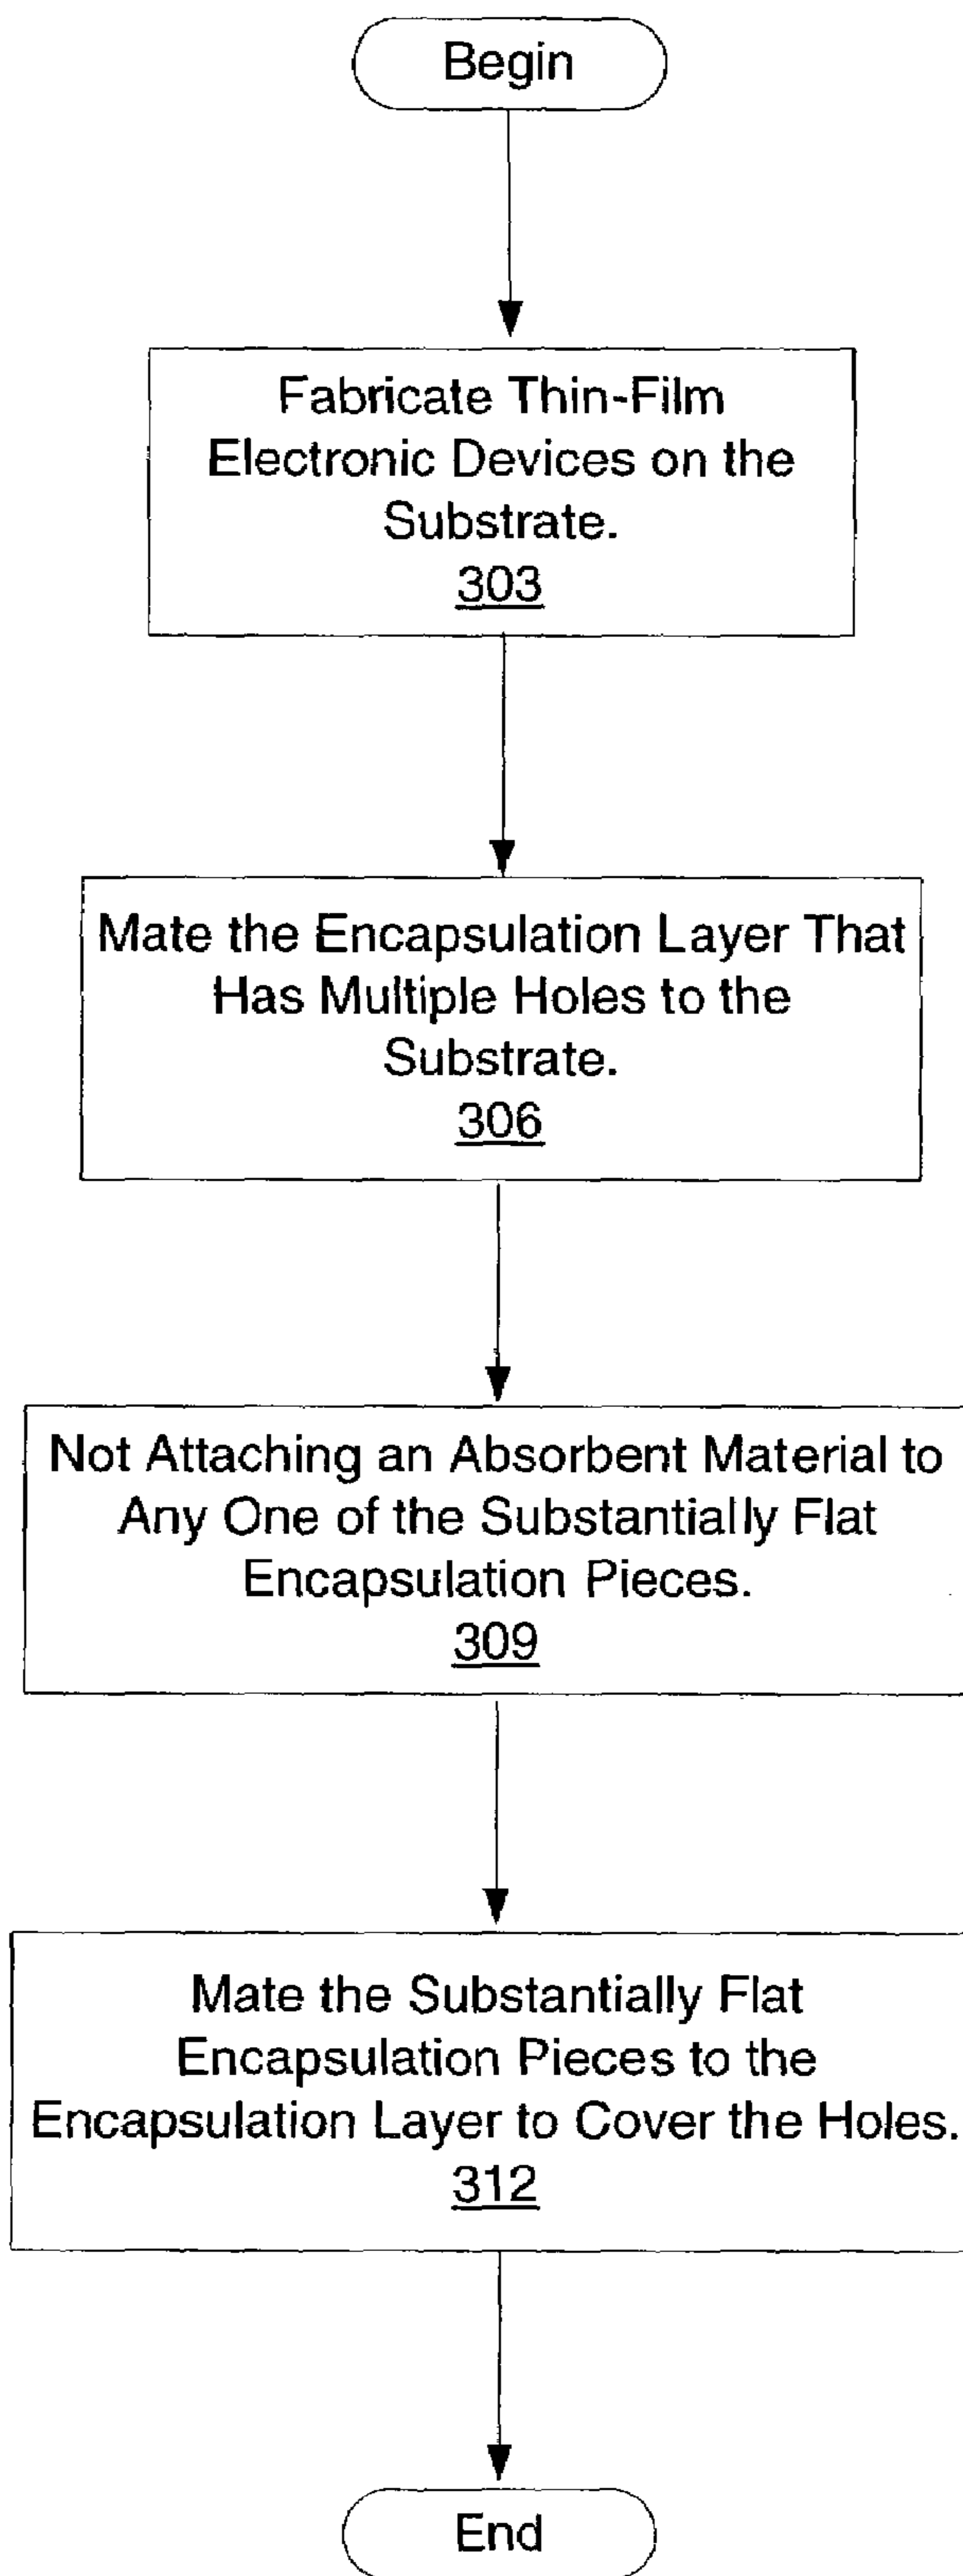 Begin
Fabricate Thin-Film
Electronic Devices on the
Substrate.
303
Mate the Encapsulation Layer That
Has Multiple Holes to the
Substrate.
306
Not Attaching an Absorbent Material to
Any One of the Substantially Flat
Encapsulation Pieces.
309
Mate the Substantially Flat
Encapsulation Pieces to the
Encapsulation Layer to Cover the Holes.
312
End